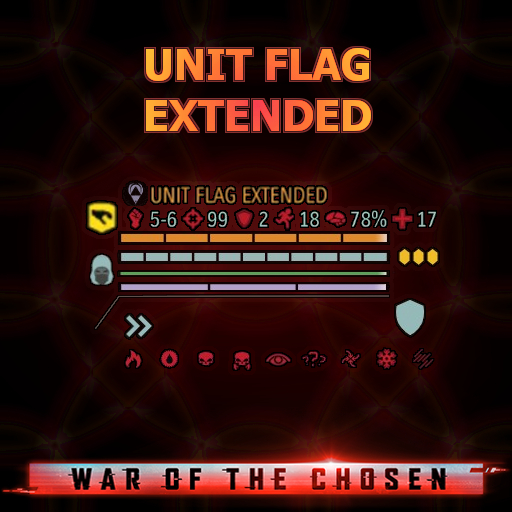 UNIT FLAG
EXTENDED
UNIT FLAG EXTENDED
5-6 99 2 18 78% 17
WAR OF THE CHOSEN